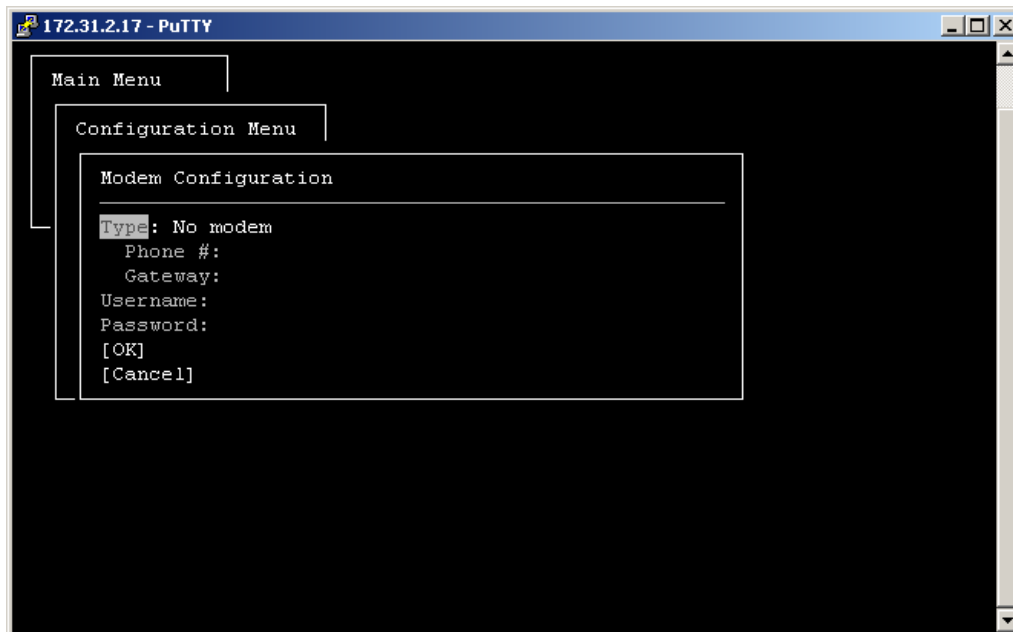 172.31.2.17 - PuTTY
Main Menu
Configuration Menu
Modem Configuration
Type: No modem
Phone #:
Gateway:
Username:
Password:
[OK]
[Cancel]